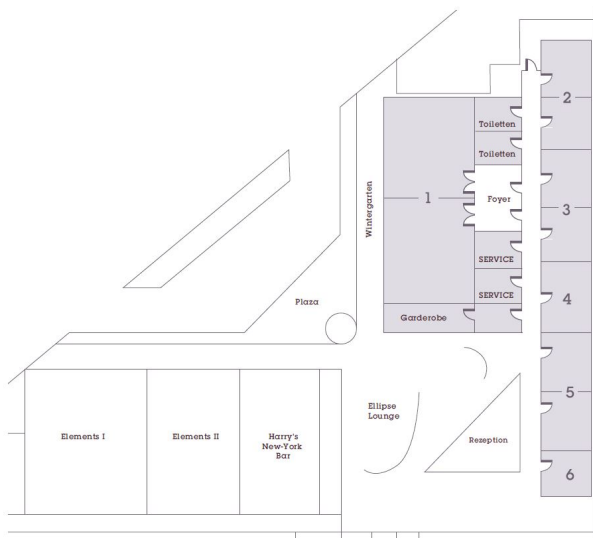 2
Toiletten
Toiletten
Wintergarten
1
Foyer
3
SERVICE
SERVICE
4
Plaza
Garderobe
5
Ellipse
Lounge
Elements I
Elements II
Harry's
New-York
Bar
Rezeption
6